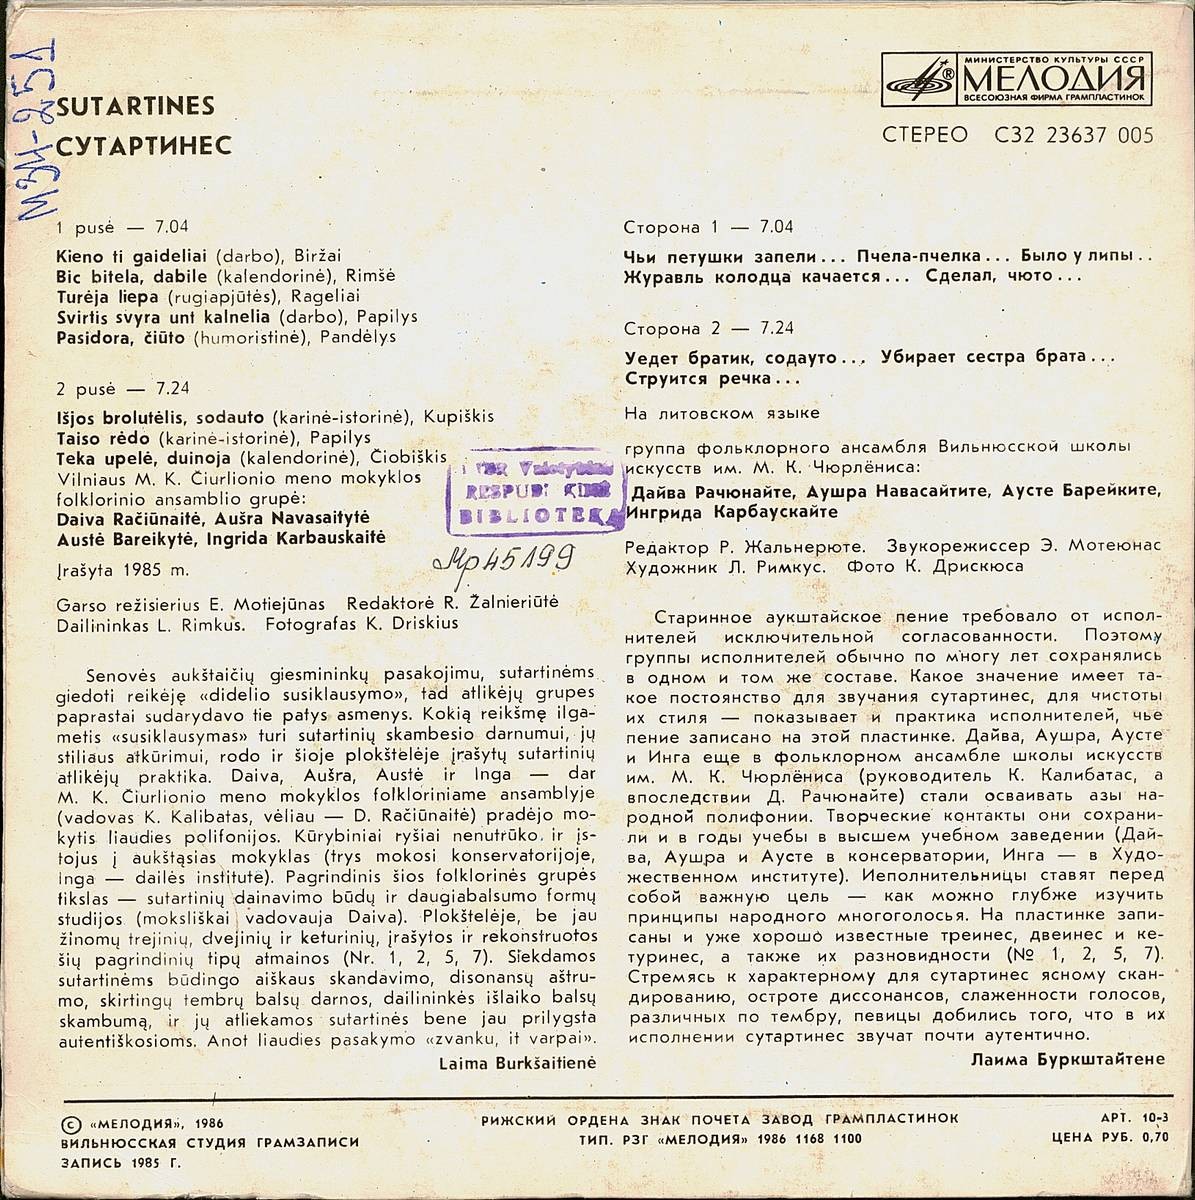 МЗИ-251
SUTARTINES
СУТАРТИНЕС
МИНИСТЕРСТВО КУЛЬТУРЫ СССР
МЕЛОДИЯ
ВСЕСОЮЗНАЯ ФИРМА ГРАМПЛАСТИНОК
СТЕРЕО С32 23637 005
1 pusė — 7.04
Kieno ti gaideliai (darbo), Biržai
Bic bitela, dabile (kalendorinė), Rimšė
Turėja liepa (rugiapjūtės), Rageliai
Svirtis svyra unt kalnelia (darbo), Papilys
Pasidora, čiūto (humoristinė), Pandėlys
2 pusė — 7.24
Išjos brolutėlis, sodauto (karinė-istorinė), Kupiškis
Taiso rėdo (karinė-istorinė), Papilys
Teka upelė, duinoja (kalendorinė), Čiobiškis
Vilniaus M. K. Čiurlionio meno mokyklos
folklorinio ansamblio grupė:
Daiva Račiūnaitė, Aušra Navasaitytė
Austė Bareikytė, Ingrida Karbauskaitė
Įrašyta 1985 m.
Garso režisierius E. Motiejūnas Redaktorė R. Žalnieriūtė
Dailininkas L. Rimkus. Fotografas K. Driskius
Senovės aukštaičių giesmininkų pasakojimu, sutartinėms
giedoti reikėję «didelio susiklausymo», tad atlikėjų grupes
paprastai sudarydavo tie patys asmenys. Kokią reikšmę ilga-
metis «susiklausymas» turi sutartinių skambesio darnumui, jų
stiliaus atkūrimui, rodo ir šioje plokštelėje įrašytų sutartinių
atlikėjų praktika. Daiva, Aušra, Austė ir Inga — dar
M. K. Čiurlionio meno mokyklos folkloriniame ansamblyje
(vadovas K. Kalibatas, vėliau — D. Račiūnaitė) pradėjo mo-
kytis liaudies polifonijos. Kūrybiniai ryšiai nenutrūko. ir įs-
tojus į aukštąsias mokyklas (trys mokosi konservatorijoje,
Inga — dailės institute). Pagrindinis šios folklorinės grupės
tikslas — sutartinių dainavimo būdų ir daugiabalsumo formų
studijos (moksliškai vadovauja Daiva). Plokštelėje, be jau
žinomų trejinių, dvejinių ir keturinių, įrašytos ir rekonstruotos
šių pagrindinių tipų atmainos (Nr. 1, 2, 5, 7). Siekdamos
sutartinėms būdingo aiškaus skandavimo, disonansų aštru-
mo, skirtingų tembrų balsų darnos, dailininkės išlaiko balsų
skambumą, ir jų atliekamos sutartinės bene jau prilygsta
autentiškosioms. Anot liaudies pasakymo «zvanku, it varpai».
Laima Burkšaitienė
RESPUBLIKINĖ
BIBLIOTEKA
Мр45199
Сторона 1 — 7.04
Чьи петушки запели... Пчела-пчелка... Было у липы..
Журавль колодца качается... Сделал, чюто...
Сторона 2 — 7.24
Уедет братик, содауто... Убирает сестра брата...
Струится речка...
На литовском языке
группа фольклорного ансамбля Вильнюсской школы
искусств им. М. К. Чюрлёниса:
Дайва Рачюнайте, Аушра Навасайтите, Аусте Барейките,
Ингрида Карбаускайте
Редактор Р. Жальнерюте. Звукорежиссер Э. Мотеюнас
Художник Л. Римкус. Фото К. Дрискюса
Старинное аукштайское пение требовало от испол-
нителей исключительной согласованности. Поэтому
группы исполнителей обычно по многу лет сохранялись
в одном и том же составе. Какое значение имеет та-
кое постоянство для звучания сутартинес, для чистоты
их стиля — показывает и практика исполнителей, чье
пение записано на этой пластинке. Дайва, Аушра, Аусте
и Инга еще в фольклорном ансамбле школы искусств
им. М. К. Чюрлёниса (руководитель К. Калибатас, а
впоследствии Д. Рачюнайте) стали осваивать азы на-
родной полифонии. Творческие контакты они сохрани-
ли и в годы учебы в высшем учебном заведении (Дай-
ва, Аушра и Аусте в консерватории, Инга — в Худо-
жественном институте). Иеполнительницы ставят перед
собой важную цель — как можно глубже изучить
принципы народного многоголосья. На пластинке запи-
саны и уже хорошо известные треинес, двеинес и ке-
туринес, а также их разновидности (№ 1, 2, 5, 7).
Стремясь к характерному для сутартинес ясному скан-
дированию, остроте диссонансов, слаженности голосов,
различных по тембру, певицы добились того, что в их
исполнении сутартинес звучат почти аутентично.
Лаима Буркштайтене
© «МЕЛОДИЯ», 1986
ВИЛЬНЮССКАЯ СТУДИЯ ГРАМЗАПИСИ
ЗАПИСЬ 1985 Г.
РИЖСКИЙ ОРДЕНА ЗНАК ПОЧЕТА ЗАВОД ГРАМПЛАСТИНОК
ТИП. РЗГ «МЕЛОДИЯ» 1986 1168 1100
АРТ. 10-3
ЦЕНА РУБ. 0,70